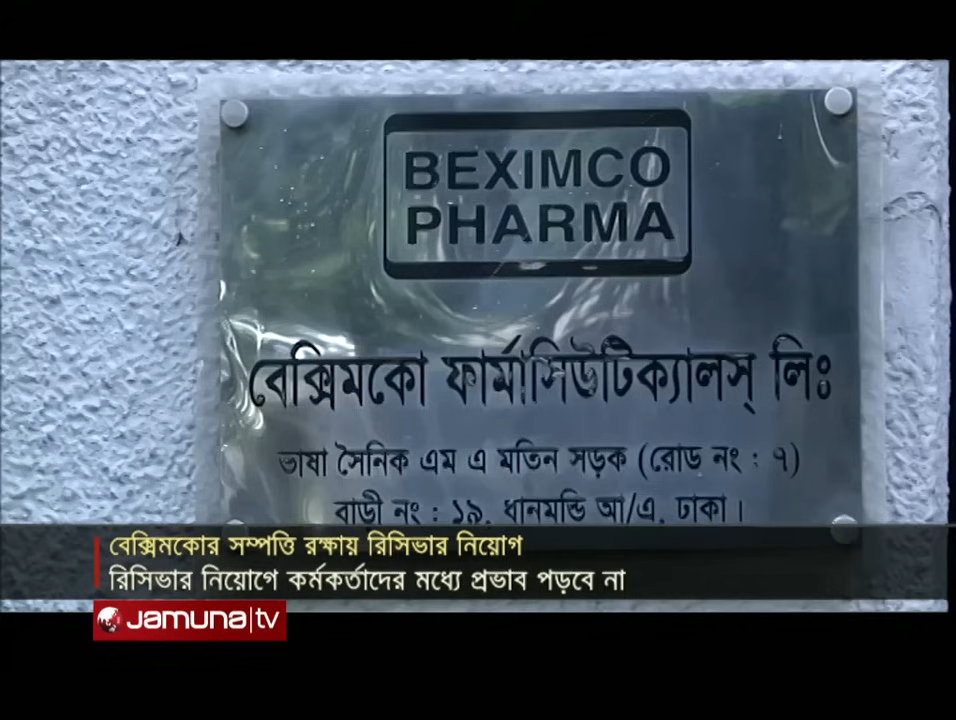 BEXIMCO
PHARMA
বেক্সিমকো ফার্মাসিউটিক্যালস্ লিঃ
ভাষা সৈনিক এম এ মতিন সড়ক (রোড নং : ৭)
বাড়ী নং : ১৯, ধানমন্ডি আ/এ, ঢাকা।
বেক্সিমকোর সম্পত্তি রক্ষায় রিসিভার নিয়োগ
রিসিভার নিয়োগে কর্মকর্তাদের মধ্যে প্রভাব পড়বে না
Jamuna|tv